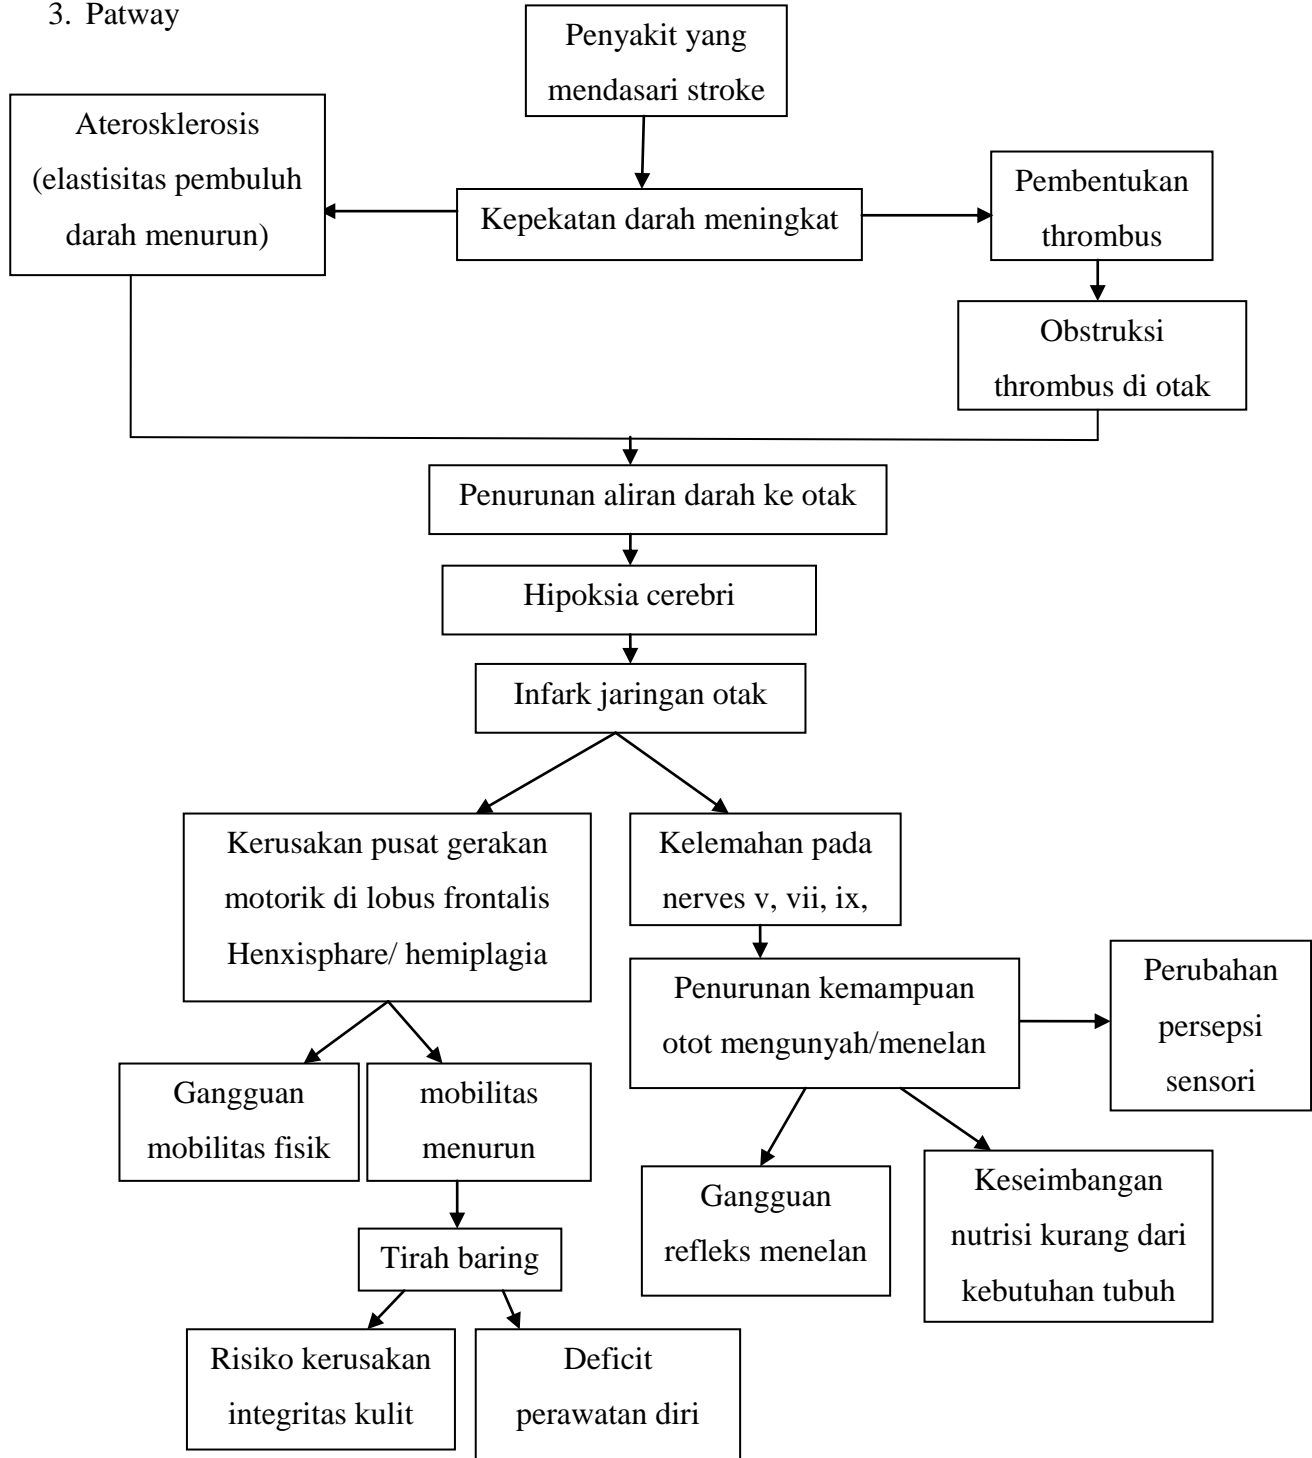 3. Patway
Penyakit yang
mendasari stroke
Aterosklerosis
(elastisitas pembuluh
darah menurun)
Kepekatan darah meningkat
Pembentukan
thrombus
Obstruksi
thrombus di otak
Penurunan aliran darah ke otak
Hipoksia cerebri
Infark jaringan otak
Kerusakan pusat gerakan
motorik di lobus frontalis
Henxisphare/ hemiplagia
Kelemahan pada
nerves v, vii, ix,
Penurunan kemampuan
otot mengunyah/menelan
Perubahan
persepsi
sensori
Gangguan
mobilitas fisik
mobilitas
menurun
Gangguan
refleks menelan
Keseimbangan
nutrisi kurang dari
kebutuhan tubuh
Tirah baring
Risiko kerusakan
integritas kulit
Deficit
perawatan diri